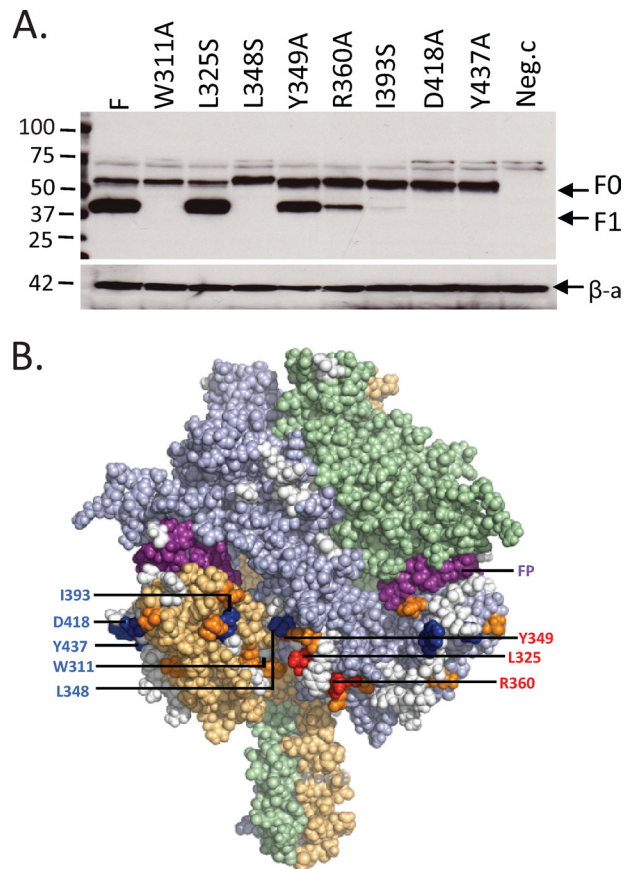 A.
F W311A L325S L348S Y349A R360A I393S D418A Y437A Neg.c
100
75
50
37
25
F0
F1
42
β-a
B.
FP
I393
D418
Y437
W311
L348
Y349
L325
R360